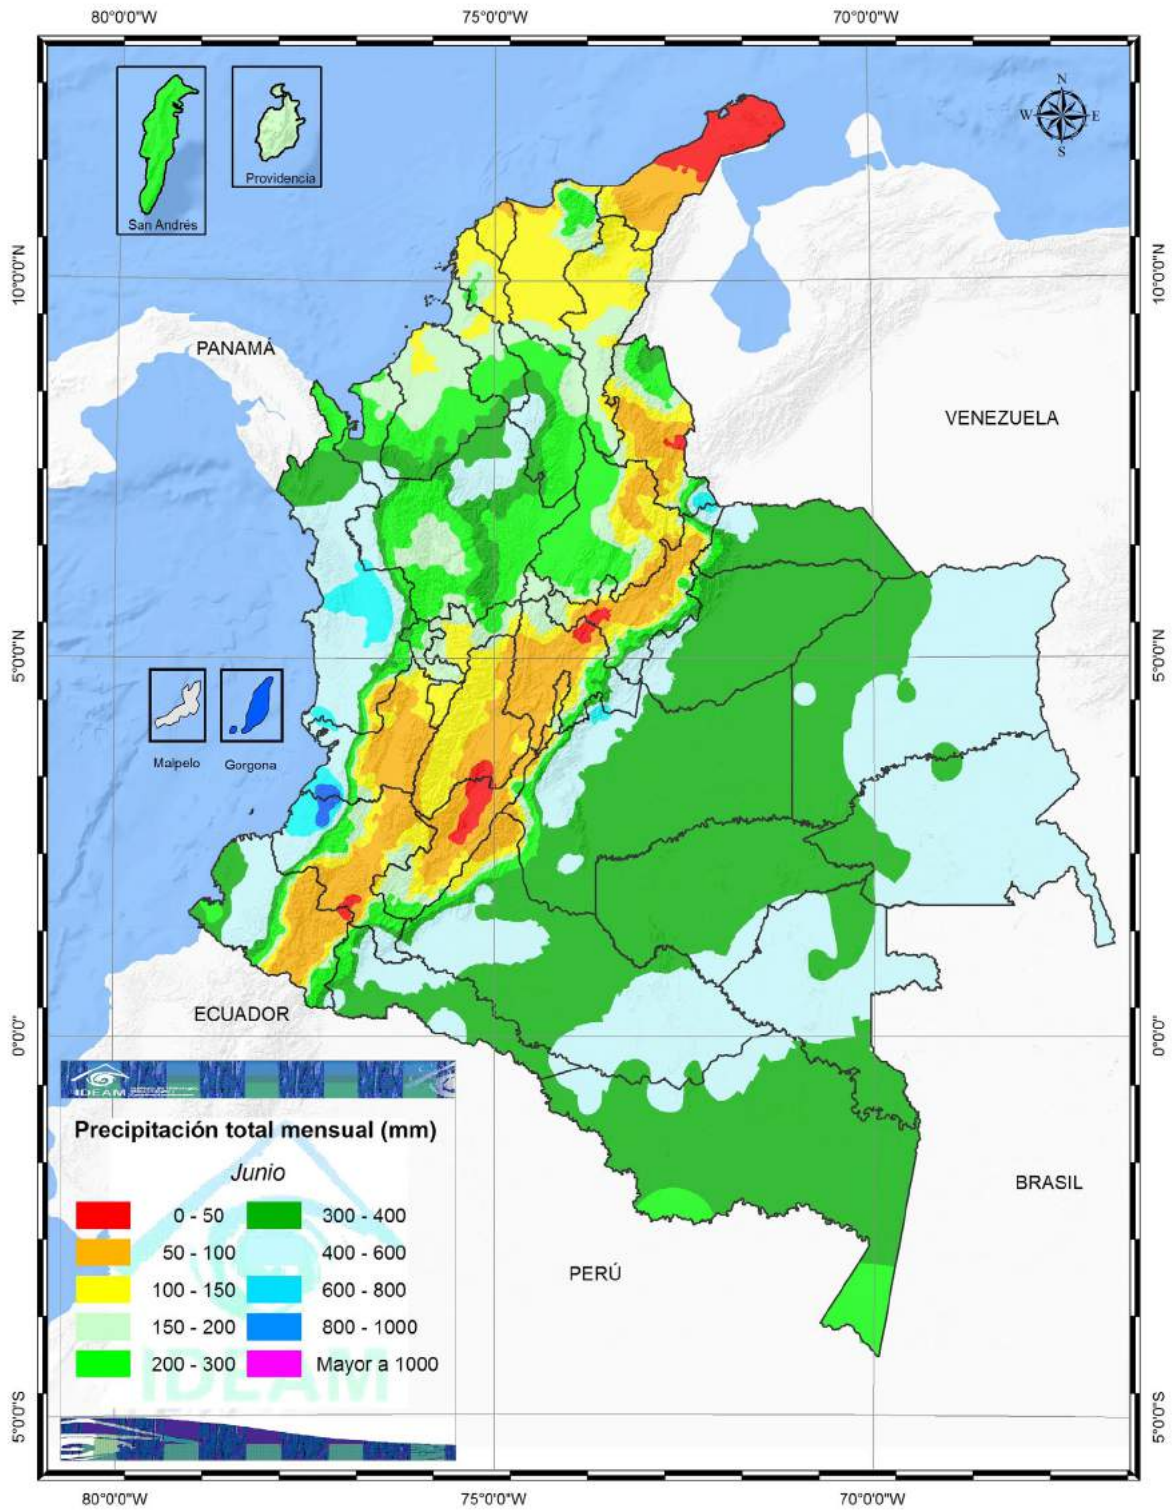 80°0'0"W
75°0'0"W
70°0'0"W
N
W
E
S
San Andrés
Providencia
10°0'0"N
10°0'0"N
PANAMÁ
VENEZUELA
5°0'0"N
5°0'0"N
Malpelo
Gorgona
ECUADOR
0°0'0"
0°0'0"
IDEAM
Precipitación total mensual (mm)
Junio
0 - 50
300 - 400
50 - 100
400 - 600
100 - 150
600 - 800
150 - 200
800 - 1000
200 - 300
Mayor a 1000
IDEAM
BRASIL
PERÚ
5°0'0"S
5°0'0"S
80°0'0"W
75°0'0"W
70°0'0"W